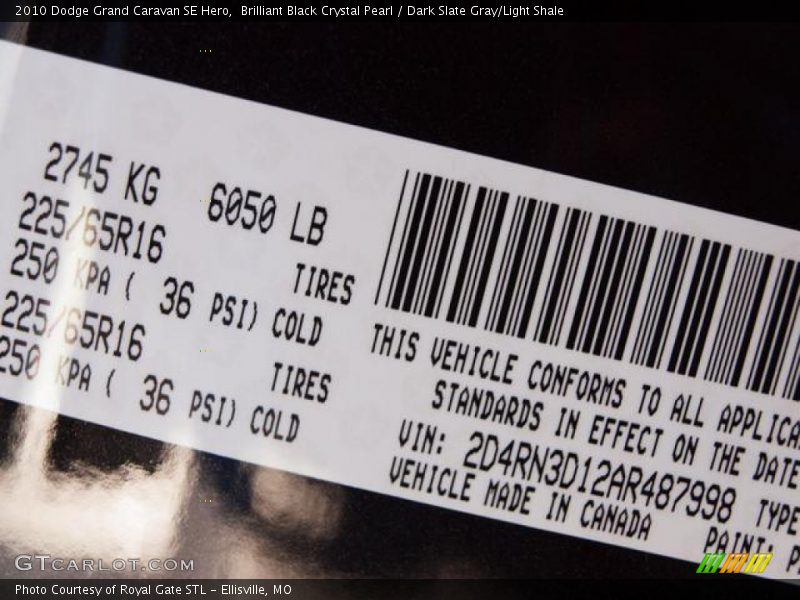 2010 Dodge Grand Caravan SE Hero,  Brilliant Black Crystal Pearl / Dark Slate Gray/Light Shale
2745 KG 6050 LB
225/65R16 TIRES
250 KPA ( 36 PSI) COLD
225/65R16 TIRES
250 KPA ( 36 PSI) COLD
THIS VEHICLE CONFORMS TO ALL APPLICA
STANDARDS IN EFFECT ON THE DATE
VIN: 2D4RN3D12AR487998 TYPE
VEHICLE MADE IN CANADA PAINT: P
GTCARLOT.COM
Photo Courtesy of Royal Gate STL – Ellisville, MO